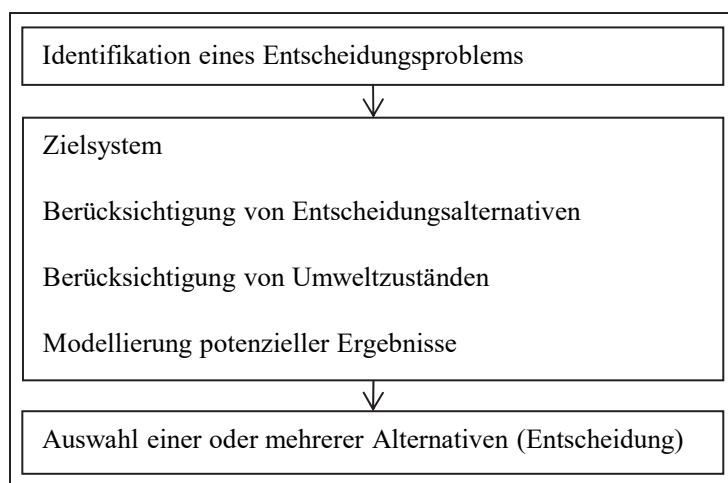 Identifikation eines Entscheidungsproblems
Zielsystem
Berücksichtigung von Entscheidungsalternativen
Berücksichtigung von Umweltzuständen
Modellierung potenzieller Ergebnisse
Auswahl einer oder mehrerer Alternativen (Entscheidung)